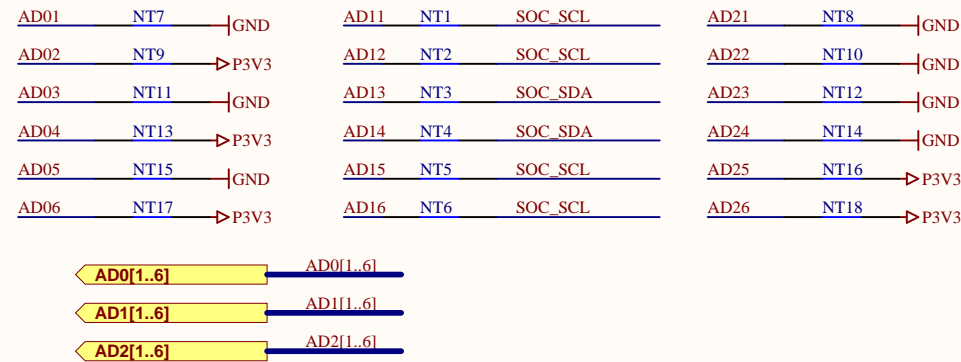 AD01 NT7 GND AD11 NT1 SOC_SCL AD21 NT8 GND
AD02 NT9 P3V3 AD12 NT2 SOC_SCL AD22 NT10 GND
AD03 NT11 GND AD13 NT3 SOC_SDA AD23 NT12 GND
AD04 NT13 P3V3 AD14 NT4 SOC_SDA AD24 NT14 GND
AD05 NT15 GND AD15 NT5 SOC_SCL AD25 NT16 P3V3
AD06 NT17 P3V3 AD16 NT6 SOC_SCL AD26 NT18 P3V3
AD0[1..6] AD0[1..6]
AD1[1..6] AD1[1..6]
AD2[1..6] AD2[1..6]